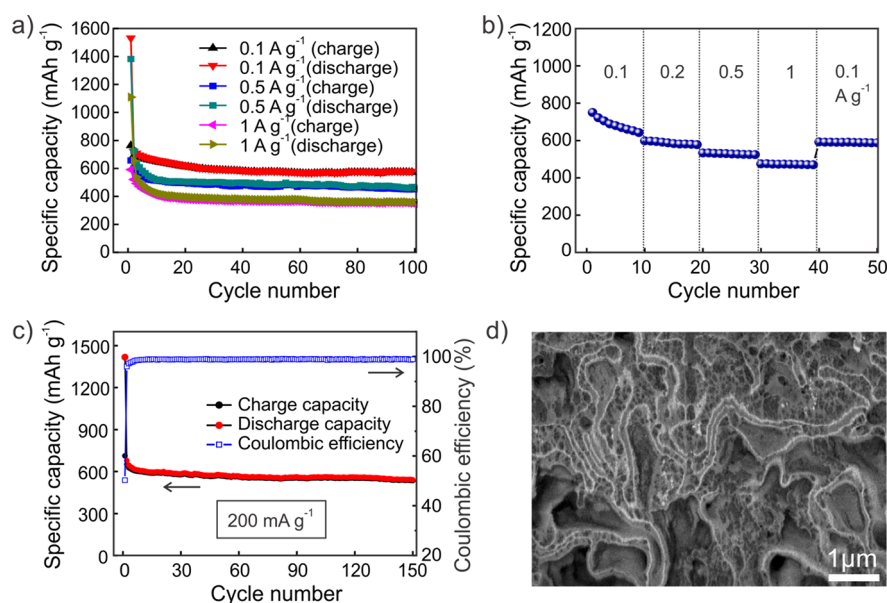 a)
Specific capacity (mAh g⁻¹)
1600
1400
1200
1000
800
600
400
200
0
0.1 A g⁻¹ (charge)
0.1 A g⁻¹(discharge)
0.5 A g⁻¹(charge)
0.5 A g⁻¹(discharge)
1 A g⁻¹(charge)
1 A g⁻¹(discharge)
0 20 40 60 80 100
Cycle number
b)
Specific capacity (mAh g⁻¹)
1200
1000
800
600
400
200
0
0.1 0.2 0.5 1 0.1
A g⁻¹
0 10 20 30 40 50
Cycle number
c)
Specific capacity (mAh g⁻¹)
1500
1200
900
600
300
0
Charge capacity
Discharge capacity
Coulombic efficiency
200 mA g⁻¹
100
80
60
40
20
Coulombic efficiency (%)
0 30 60 90 120 150
Cycle number
d)
1µm